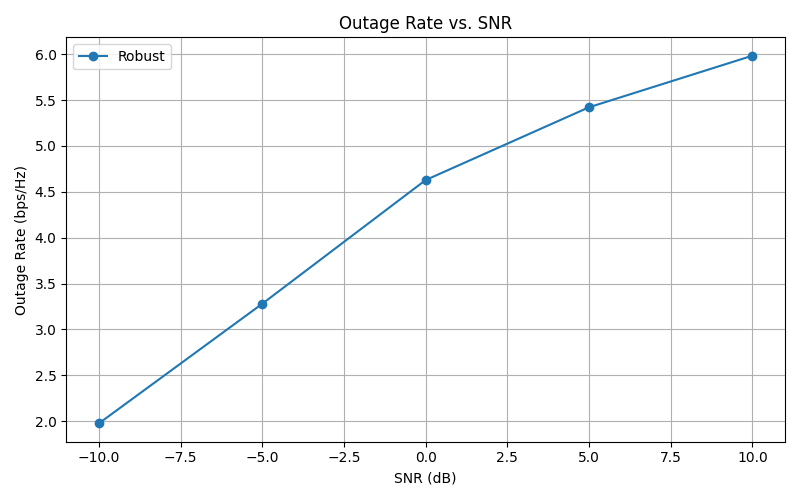 Outage Rate vs. SNR
Robust
Outage Rate (bps/Hz)
6.0
5.5
5.0
4.5
4.0
3.5
3.0
2.5
2.0
−10.0 −7.5 −5.0 −2.5 0.0 2.5 5.0 7.5 10.0
SNR (dB)